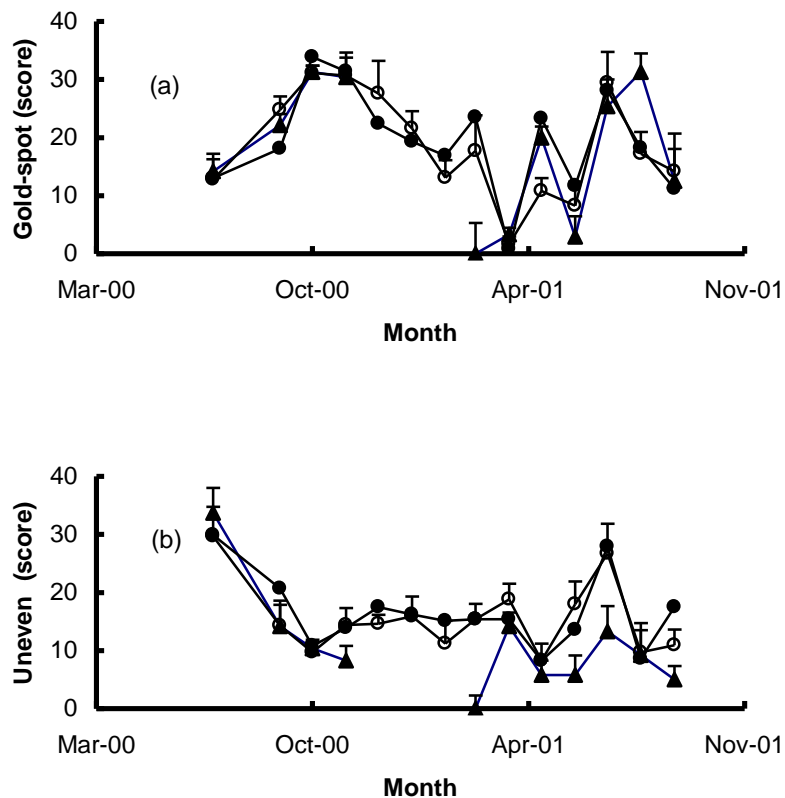 40
30
20
10
0
Gold-spot (score)
(a)
Mar-00 Oct-00 Apr-01 Nov-01
Month
40
30
20
10
0
Uneven (score)
(b)
Mar-00 Oct-00 Apr-01 Nov-01
Month